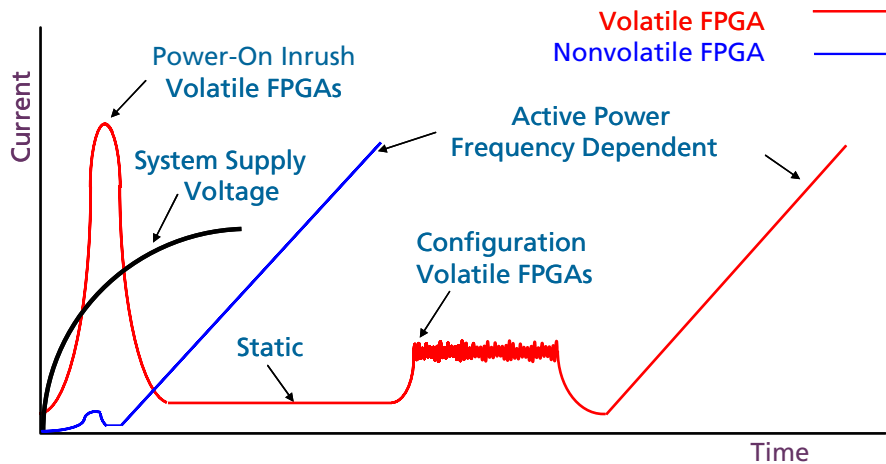 Volatile FPGA
Nonvolatile FPGA
Power-On Inrush
Volatile FPGAs
Current
System Supply
Voltage
Active Power
Frequency Dependent
Configuration
Volatile FPGAs
Static
Time